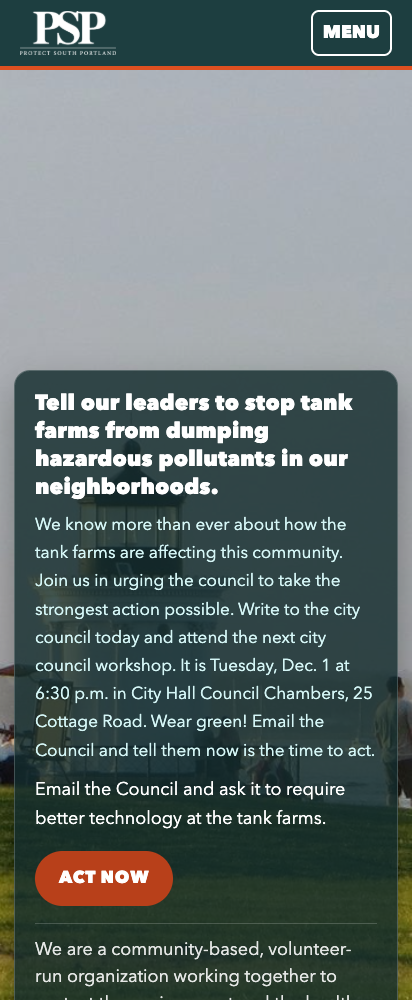 PSP
PROTECT SOUTH PORTLAND
MENU
Tell our leaders to stop tank
farms from dumping
hazardous pollutants in our
neighborhoods.
We know more than ever about how the
tank farms are affecting this community.
Join us in urging the council to take the
strongest action possible. Write to the city
council today and attend the next city
council workshop. It is Tuesday, Dec. 1 at
6:30 p.m. in City Hall Council Chambers, 25
Cottage Road. Wear green! Email the
Council and tell them now is the time to act.
Email the Council and ask it to require
better technology at the tank farms.
ACT NOW
We are a community-based, volunteer-
run organization working together to